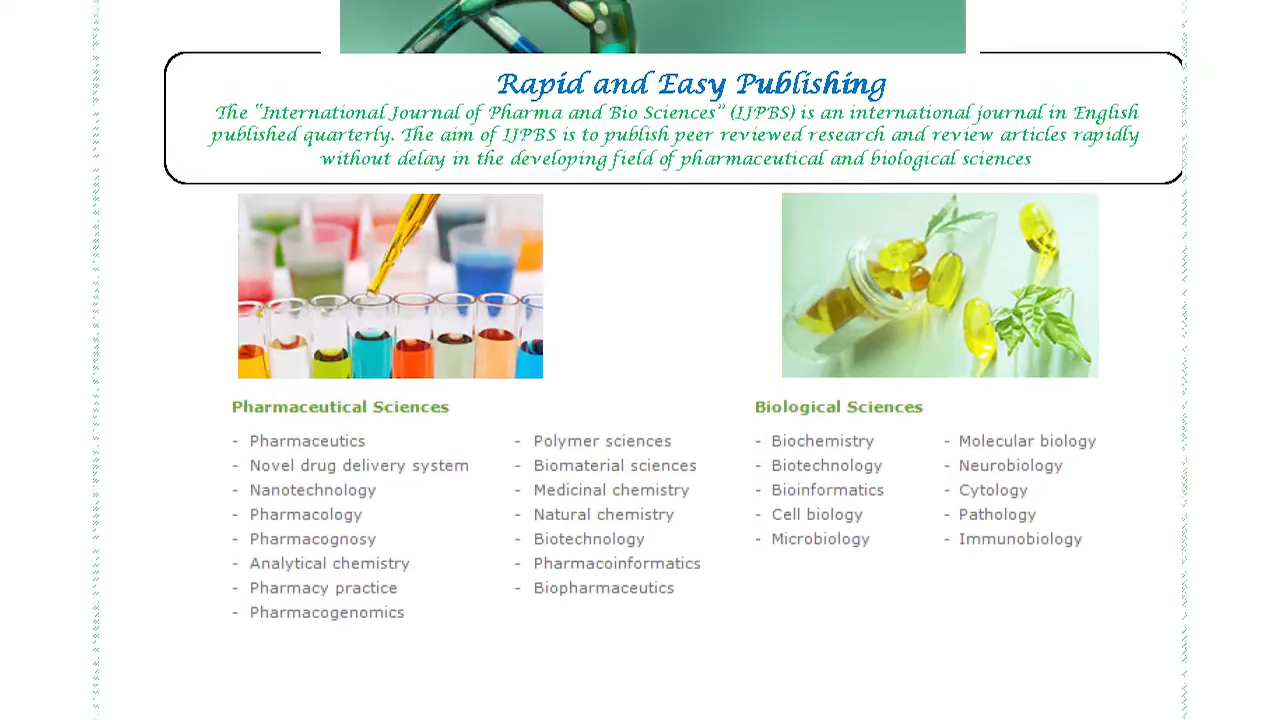 Rapid and Easy Publishing
The "International Journal of Pharma and Bio Sciences" (IJPBS) is an international journal in English
published quarterly. The aim of IJPBS is to publish peer reviewed research and review articles rapidly
without delay in the developing field of pharmaceutical and biological sciences
Pharmaceutical Sciences
- Pharmaceutics
- Novel drug delivery system
- Nanotechnology
- Pharmacology
- Pharmacognosy
- Analytical chemistry
- Pharmacy practice
- Pharmacogenomics
- Polymer sciences
- Biomaterial sciences
- Medicinal chemistry
- Natural chemistry
- Biotechnology
- Pharmacoinformatics
- Biopharmaceutics
Biological Sciences
- Biochemistry
- Biotechnology
- Bioinformatics
- Cell biology
- Microbiology
- Molecular biology
- Neurobiology
- Cytology
- Pathology
- Immunobiology